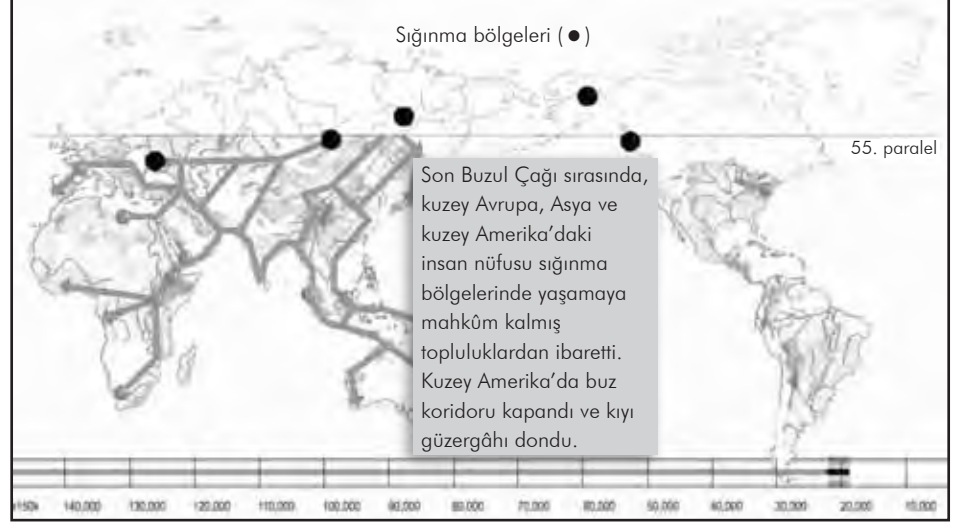 Sığınma bölgeleri ( ● )
55. paralel
Son Buzul Çağı sırasında,
kuzey Avrupa, Asya ve
kuzey Amerika’daki
insan nüfusu sığınma
bölgelerinde yaşamaya
mahkûm kalmış
topluluklardan ibaretti.
Kuzey Amerika’da buz
koridoru kapandı ve kıyı
güzergâhı dondu.
140,000 130,000 120,000 110,000 100,000 90,000 80,000 70,000 60,000 50,000 40,000 30,000 20,000 10,000